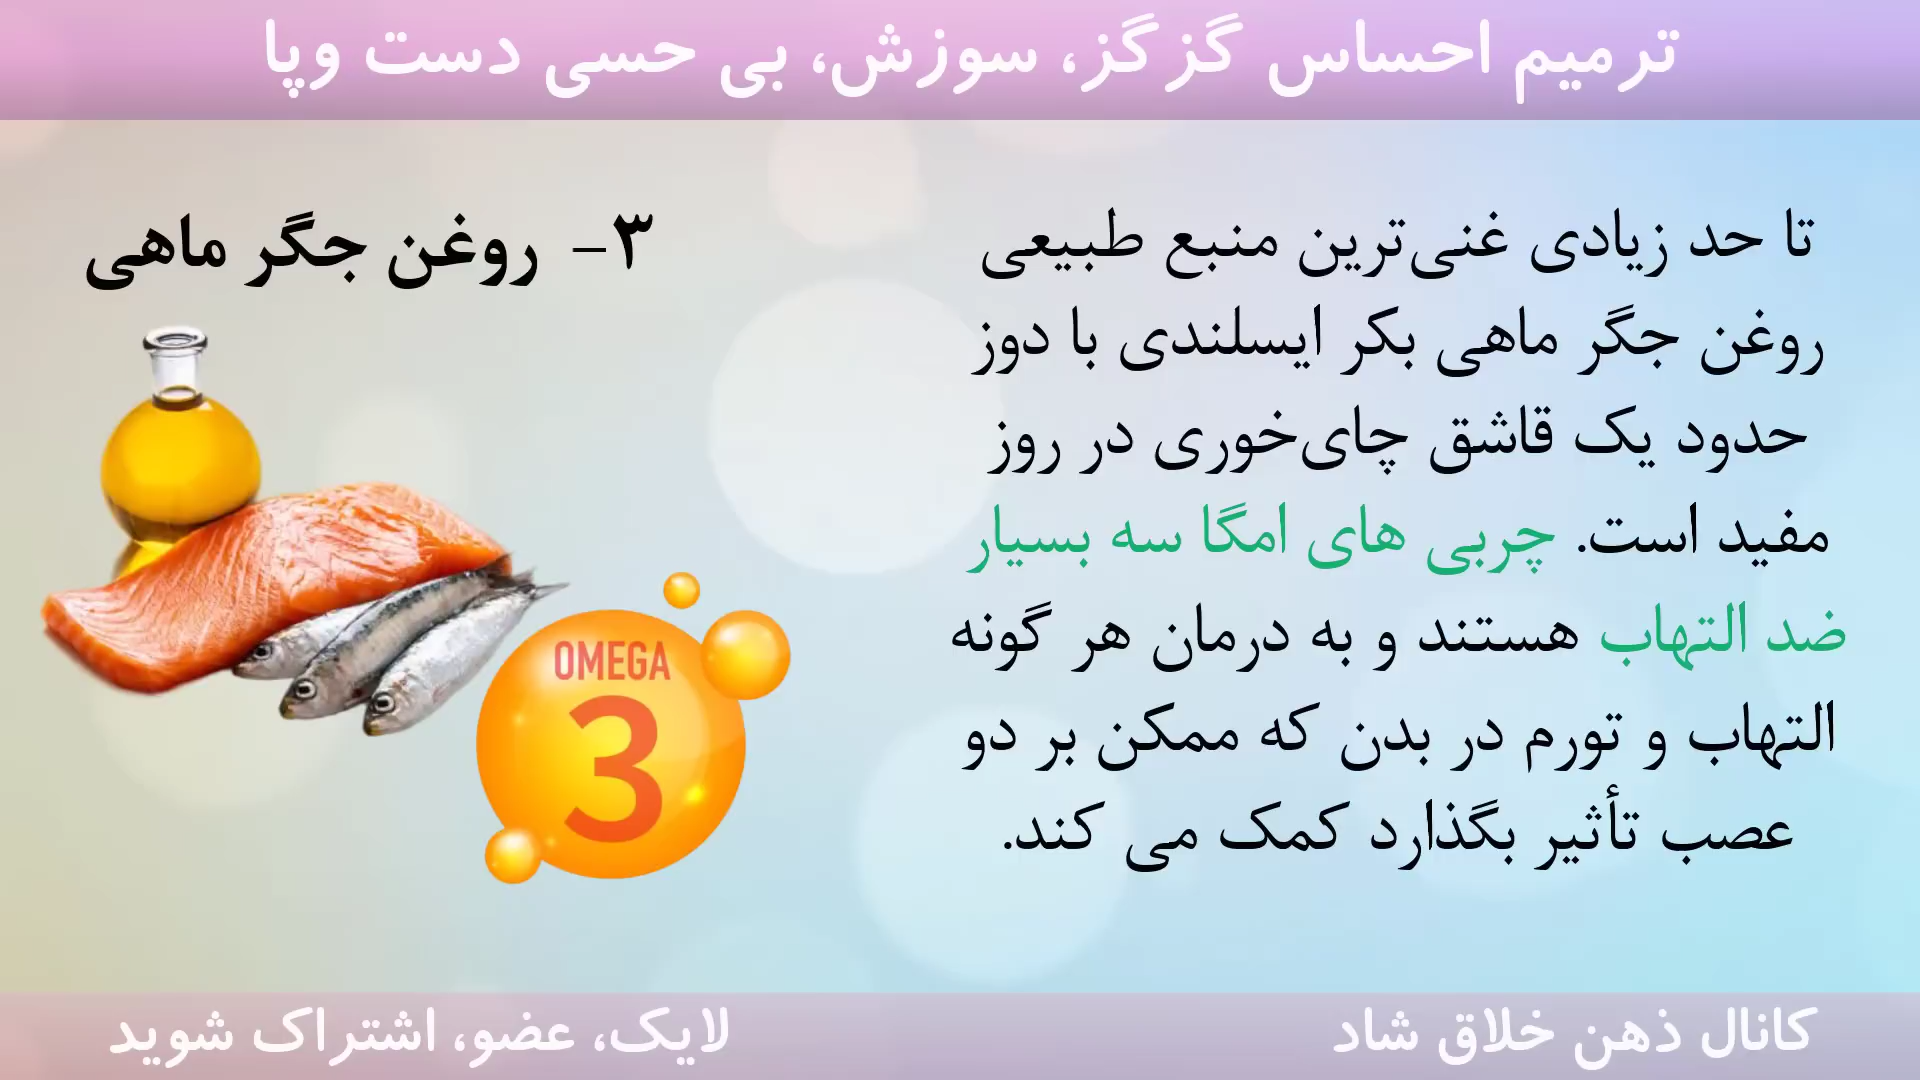 ترمیم احساس گزگز، سوزش، بی حسی دست وپا
۳- روغن جگر ماهی
تا حد زیادی غنی‌ترین منبع طبیعی
روغن جگر ماهی بکر ایسلندی با دوز
حدود یک قاشق چای‌خوری در روز
مفید است. چربی های امگا سه بسیار
ضد التهاب هستند و به درمان هر گونه
التهاب و تورم در بدن که ممکن بر دو
عصب تأثیر بگذارد کمک می کند.
OMEGA
3
کانال ذهن خلاق شاد
لایک، عضو، اشتراک شوید